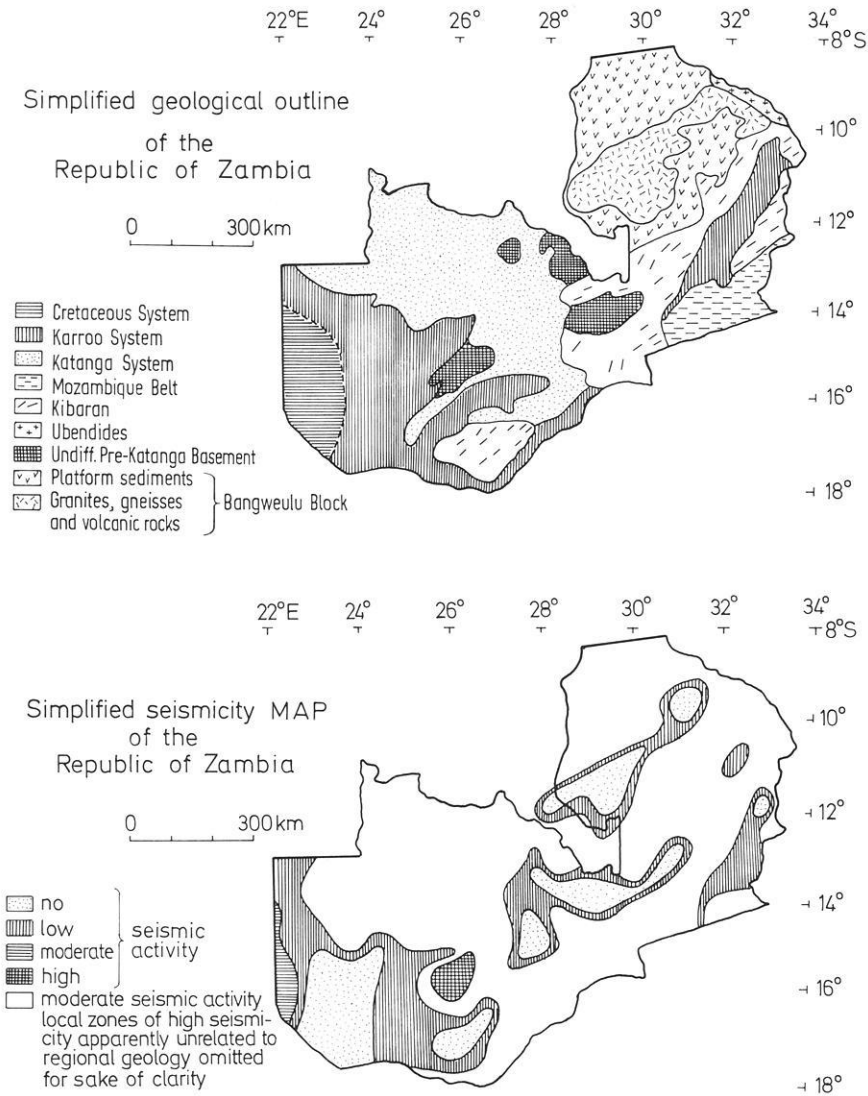 22°E 24° 26° 28° 30° 32° 34°
8°S
Simplified geological outline
of the
Republic of Zambia
10°
0 300 km
12°
14°
16°
18°
Cretaceous System
Karroo System
Katanga System
Mozambique Belt
Kibaran
Ubendides
Undiff. Pre-Katanga Basement
Platform sediments
Granites, gneisses
and volcanic rocks
Bangweulu Block
22°E 24° 26° 28° 30° 32° 34°
8°S
Simplified seismicity MAP
of the
Republic of Zambia
10°
0 300 km
12°
14°
16°
18°
no
low
moderate
high
seismic
activity
moderate seismic activity
local zones of high seismi-
city apparently unrelated to
regional geology omitted
for sake of clarity